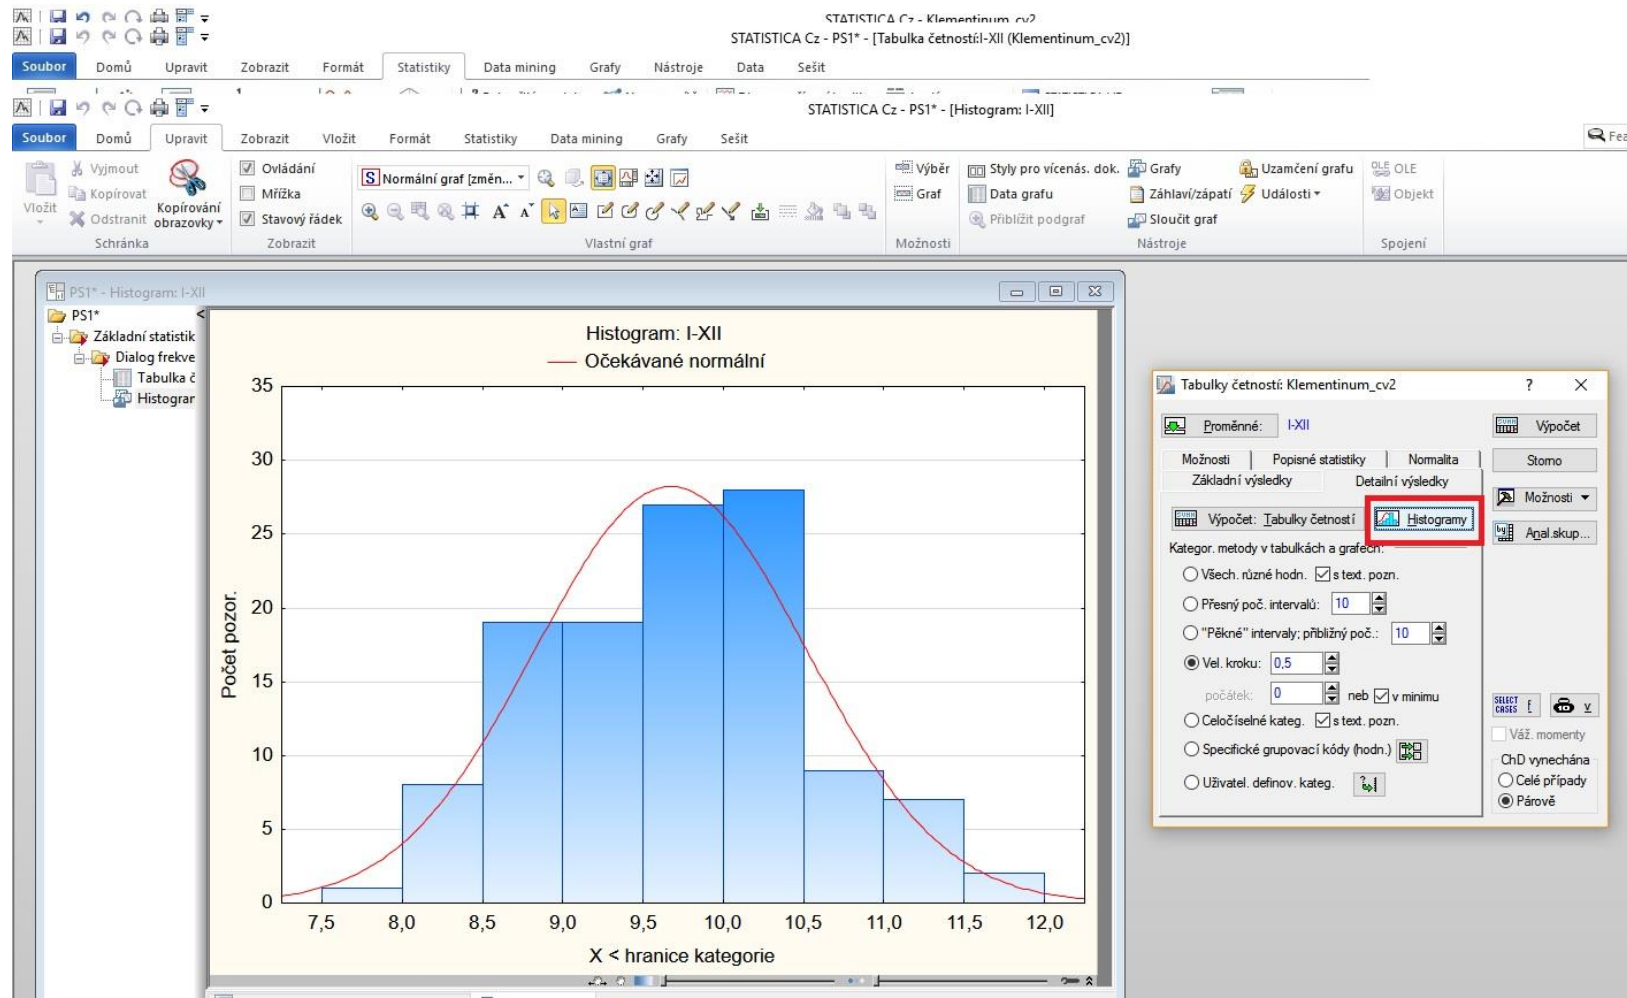 STATISTICA Cz - PS1* - [Tabulka četností:I-XII (Klementinum_cv2)]
Soubor Domů Upravit Zobrazit Formát Statistiky Data mining Grafy Nástroje Data Sešit
STATISTICA Cz - PS1* - [Histogram: I-XII]
Soubor Domů Upravit Zobrazit Vložit Formát Statistiky Data mining Grafy Sešit Fea
Vložit
Vyjmout
Kopírovat
Odstranit
Kopírování
obrazovky
Schránka
Ovládání
Mřížka
Stavový řádek
Zobrazit
Normální graf [změn...
Vlastní graf
Výběr
Graf
Možnosti
Styly pro vícenás. dok.
Data grafu
Přiblížit podgraf
Grafy
Záhlaví/zápatí
Sloučit graf
Uzamčení grafu
Události
Nástroje
OLE
Objekt
Spojení
PS1* - Histogram: I-XII
PS1*
Základní statistik
Dialog frekve
Tabulka č
Histogran
Histogram: I-XII
Očekávané normální
35
30
25
20
15
10
5
0
Počet pozor.
7,5 8,0 8,5 9,0 9,5 10,0 10,5 11,0 11,5 12,0
X < hranice kategorie
Tabulky četností: Klementinum_cv2 ?
Proměnné: I-XII Výpočet
Možnosti Popisné statistiky Normalita
Základní výsledky Detailní výsledky
Storno
Možnosti
Anal.skup...
Výpočet: Tabulky četností Histogramy
Kategor. metody v tabulkách a grafech:
Všech. různé hodn. s text. pozn.
Přesný poč. intervalů: 10
"Pěkné" intervaly; přibližný poč.: 10
Vel. kroku: 0,5
počátek: 0 neb v minimu
Celočíselné kateg. s text. pozn.
Specifické grupovací kódy (hodn.)
Uživatel. definov. kateg.
SELECT CASES
Váž. momenty
ChD vynechána
Celé případy
Párově